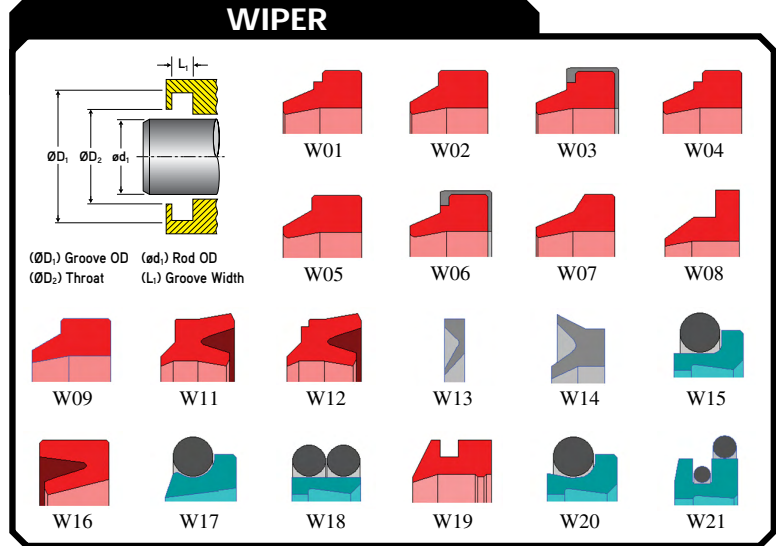 WIPER
L₁
ØD₁ ØD₂ ød₁
(ØD₁) Groove OD (ød₁) Rod OD
(ØD₂) Throat (L₁) Groove Width
W01 W02 W03 W04
W05 W06 W07 W08
W09 W11 W12 W13 W14 W15
W16 W17 W18 W19 W20 W21